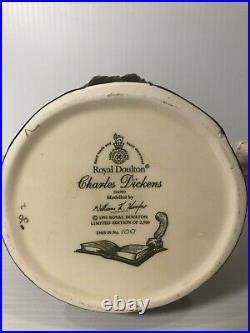 Royal Doulton
Charles Dickens
Modelled by
William K. Harper
© 1995 ROYAL DOULTON
LIMITED EDITION OF 2,500
THIS IS No. 100
90